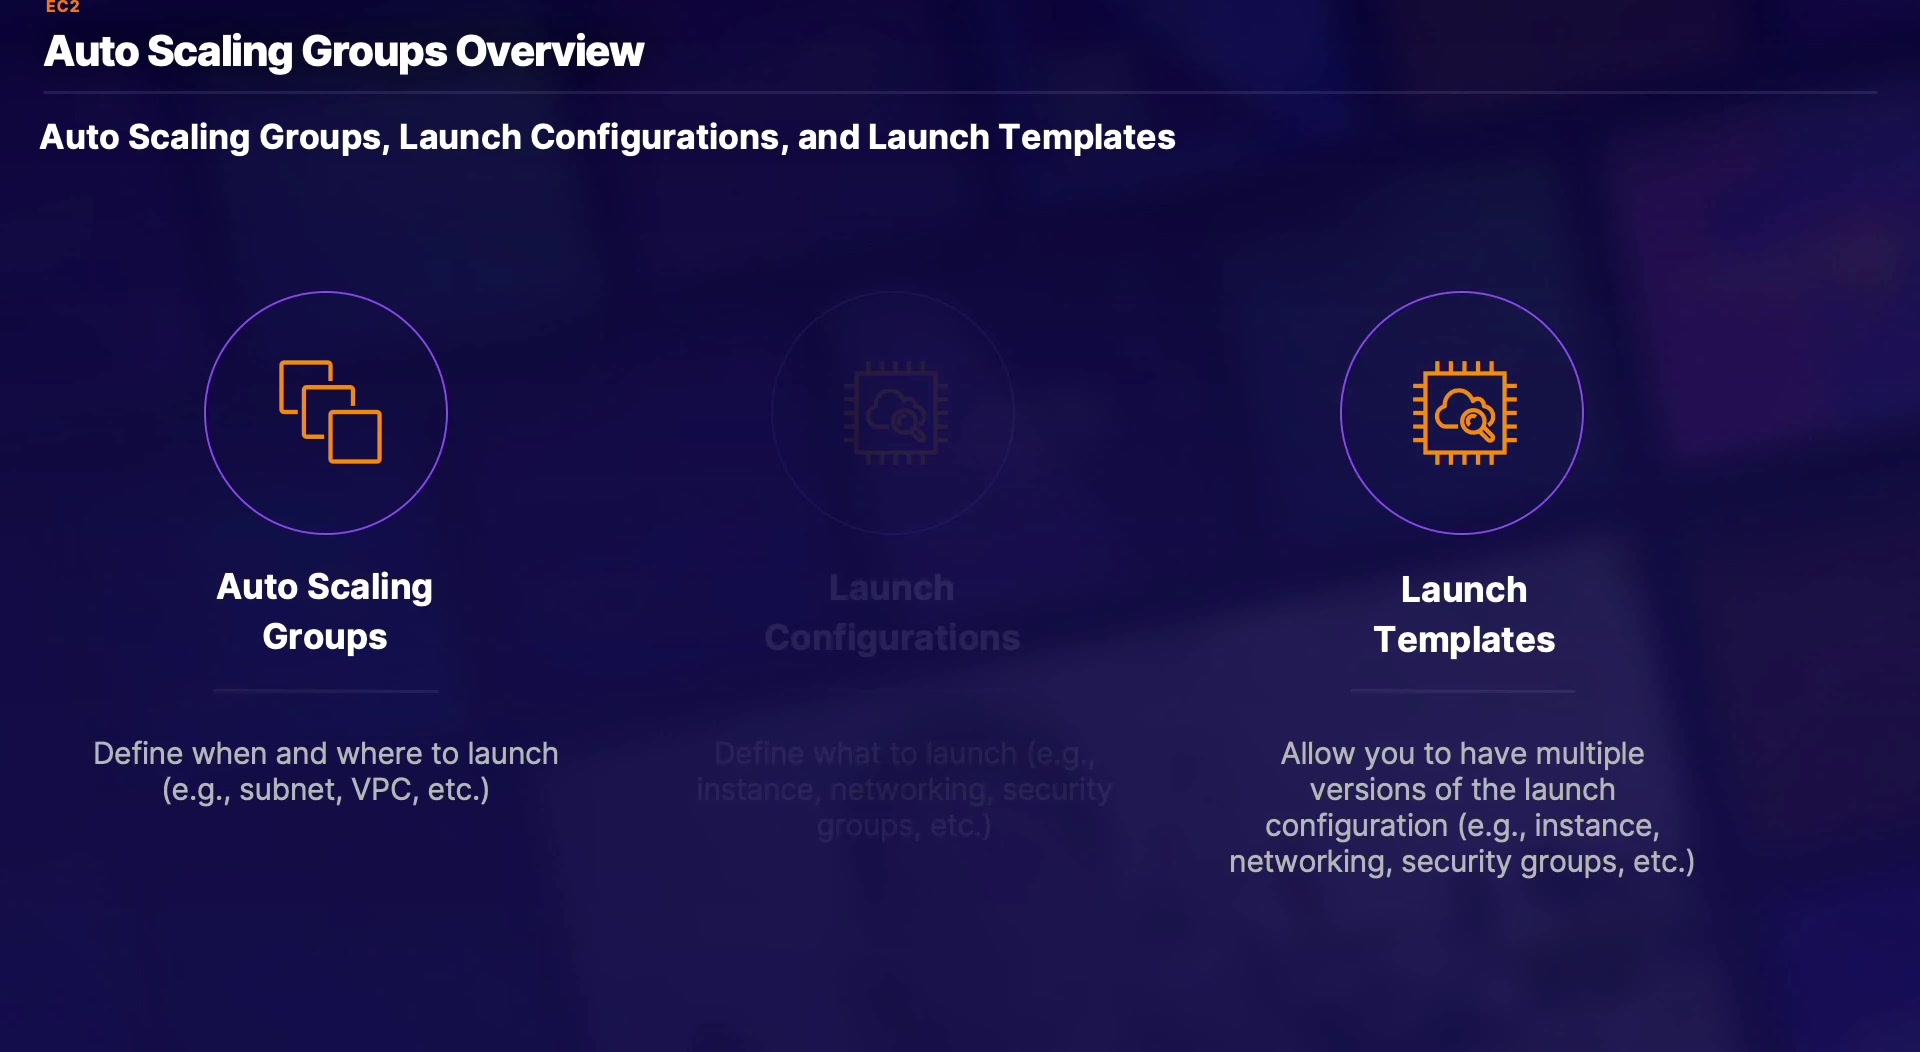 EC2
Auto Scaling Groups Overview
Auto Scaling Groups, Launch Configurations, and Launch Templates
Auto Scaling
Groups
Define when and where to launch
(e.g., subnet, VPC, etc.)
Launch
Configurations
Define what to launch (e.g.,
instance, networking, security
groups, etc.)
Launch
Templates
Allow you to have multiple
versions of the launch
configuration (e.g., instance,
networking, security groups, etc.)